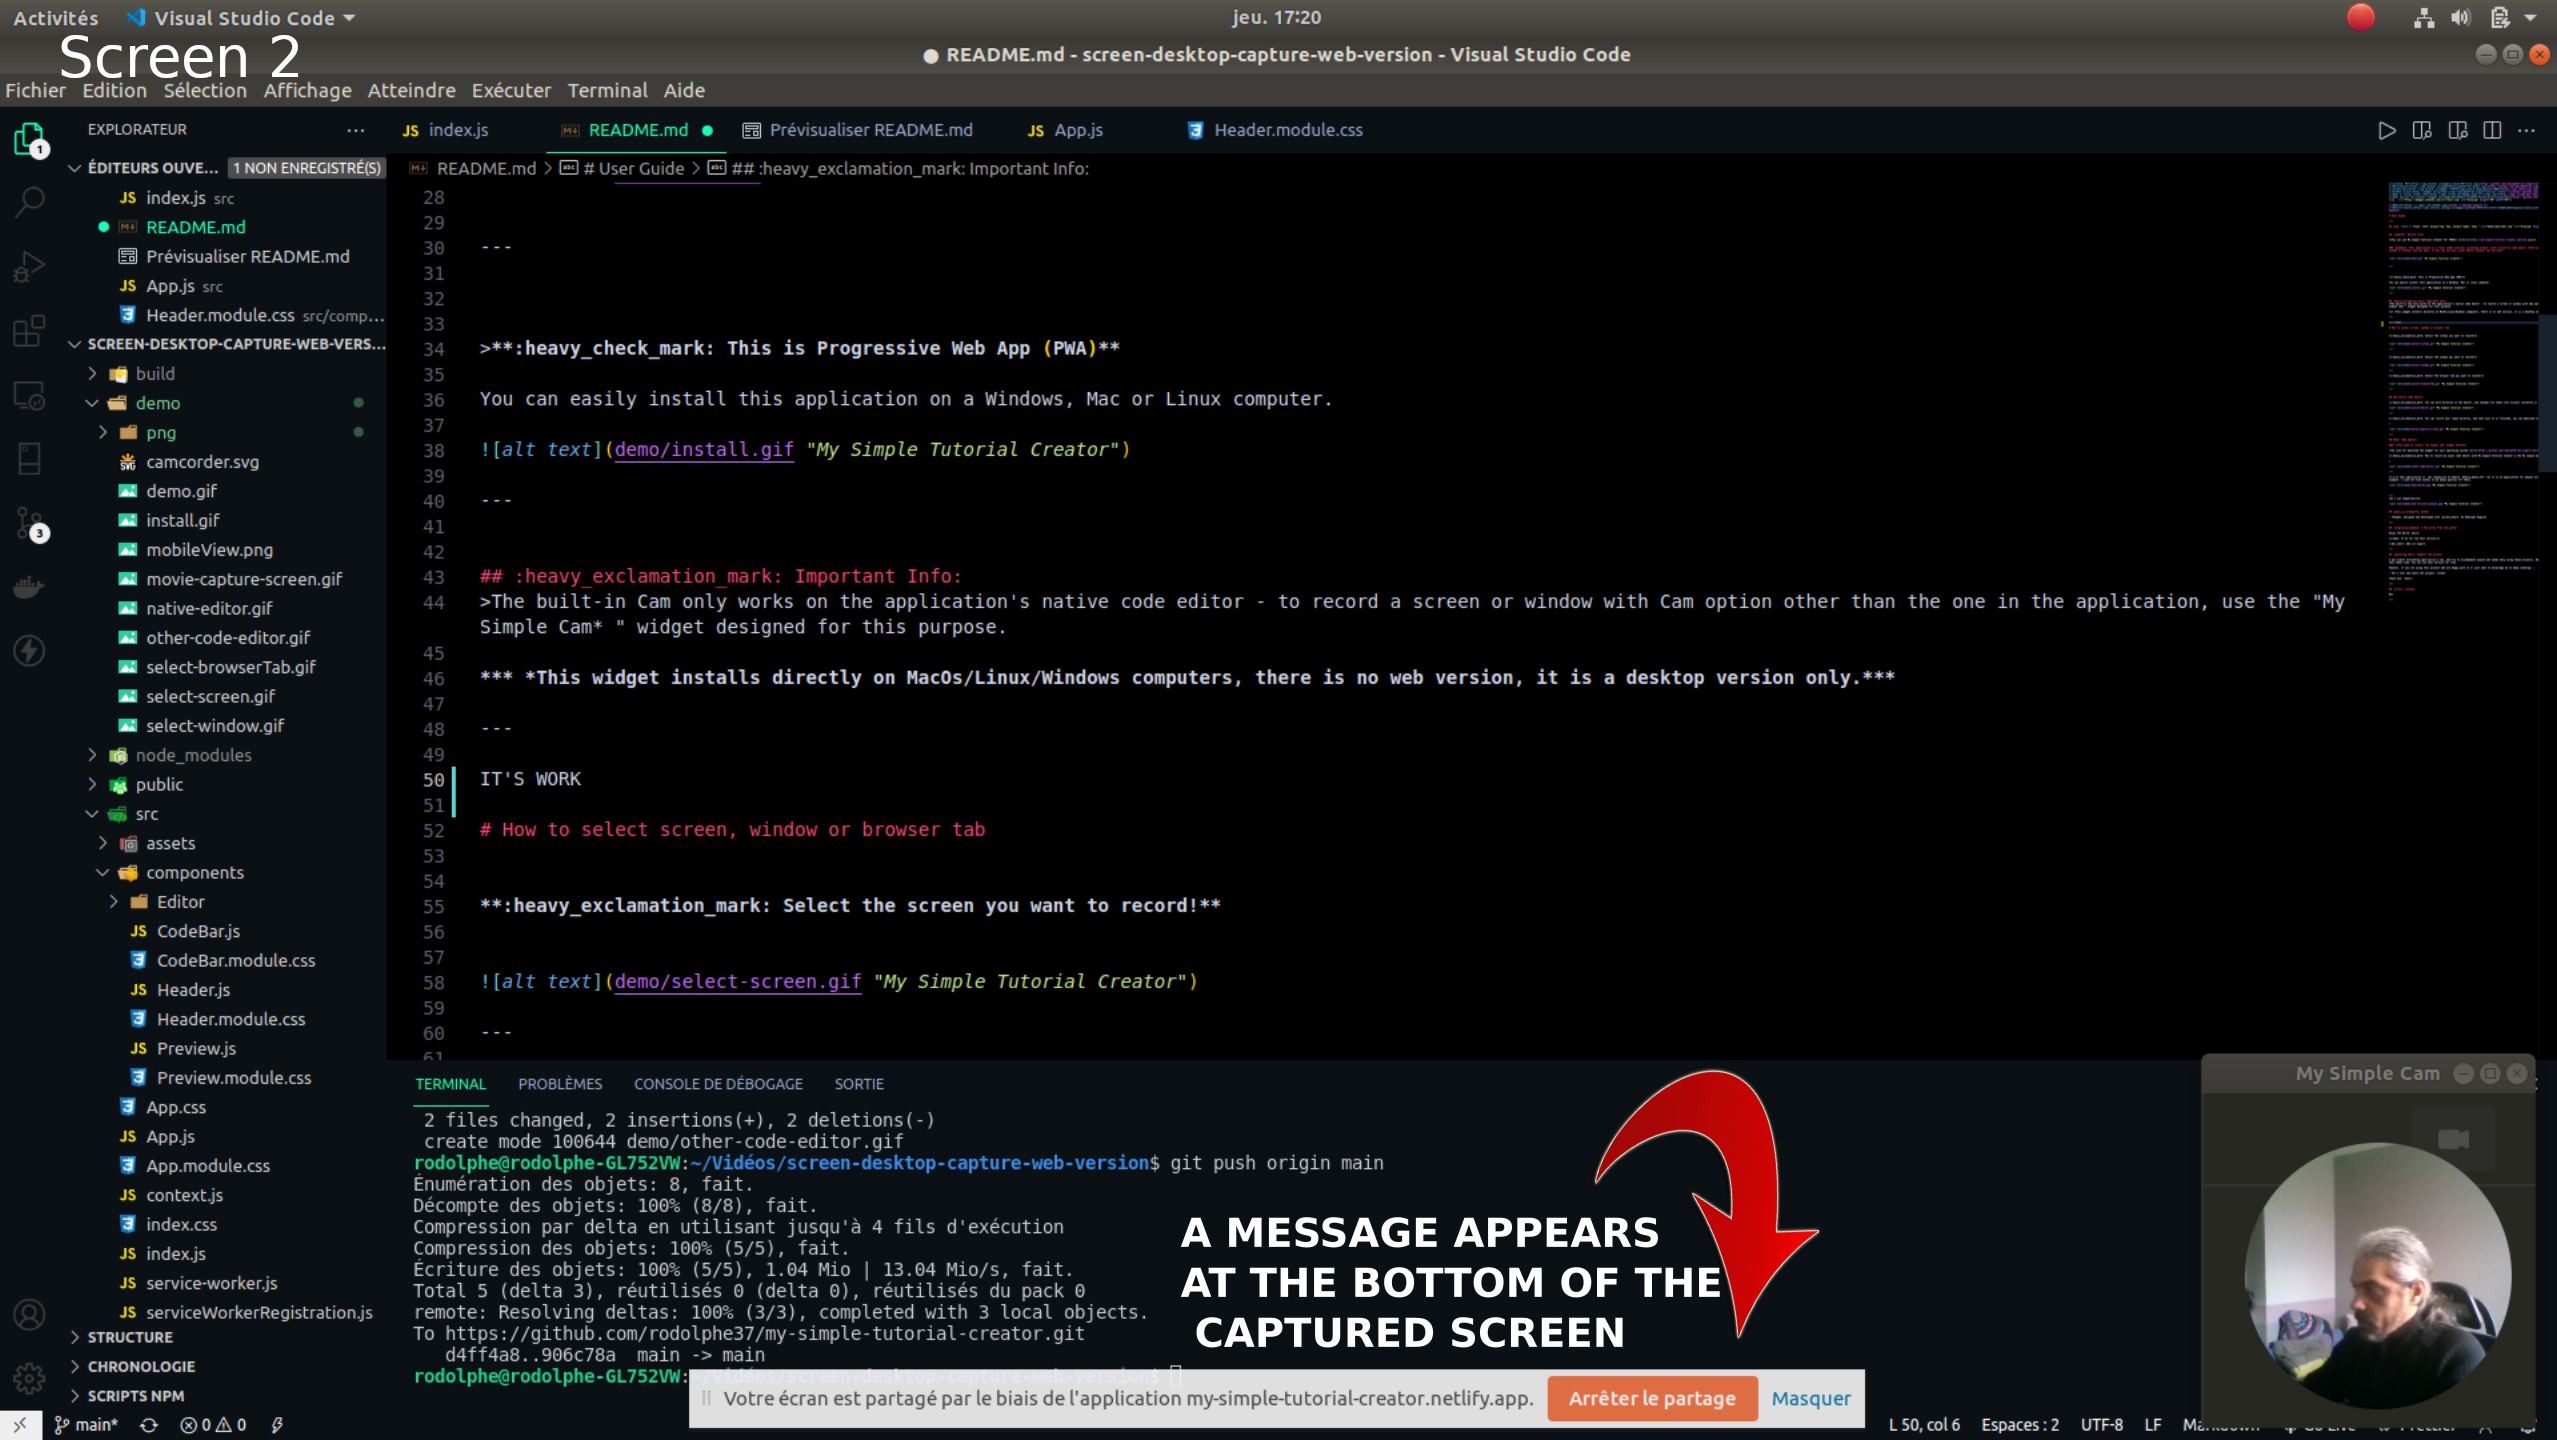 Activités
Visual Studio Code
jeu. 17:20
Screen 2
README.md - screen-desktop-capture-web-version - Visual Studio Code
Fichier Edition Sélection Affichage Atteindre Exécuter Terminal Aide
EXPLORATEUR
index.js
README.md
Prévisualiser README.md
App.js
Header.module.css
1
ÉDITEURS OUVE... 1 NON ENREGISTRÉ(S)
index.js src
README.md
Prévisualiser README.md
App.js src
Header.module.css src/comp...
SCREEN-DESKTOP-CAPTURE-WEB-VERS...
build
demo
png
camcorder.svg
demo.gif
install.gif
mobileView.png
movie-capture-screen.gif
native-editor.gif
other-code-editor.gif
select-browserTab.gif
select-screen.gif
select-window.gif
node_modules
public
src
assets
components
Editor
CodeBar.js
CodeBar.module.css
Header.js
Header.module.css
Preview.js
Preview.module.css
App.css
App.js
App.module.css
context.js
index.css
index.js
service-worker.js
serviceWorkerRegistration.js
STRUCTURE
CHRONOLOGIE
SCRIPTS NPM
3
README.md > # User Guide > ## :heavy_exclamation_mark: Important Info:
28
29
30 ---
31
32
33
34 >**:heavy_check_mark: This is Progressive Web App (PWA)**
35
36 You can easily install this application on a Windows, Mac or Linux computer.
37
38 ![alt text](demo/install.gif "My Simple Tutorial Creator")
39
40 ---
41
42
43 ## :heavy_exclamation_mark: Important Info:
44 >The built-in Cam only works on the application's native code editor - to record a screen or window with Cam option other than the one in the application, use the "My
Simple Cam* " widget designed for this purpose.
45
46 *** *This widget installs directly on MacOs/Linux/Windows computers, there is no web version, it is a desktop version only.***
47
48 ---
49
50 IT'S WORK
51
52 # How to select screen, window or browser tab
53
54
55 **:heavy_exclamation_mark: Select the screen you want to record!**
56
57
58 ![alt text](demo/select-screen.gif "My Simple Tutorial Creator")
59
60 ---
61
TERMINAL PROBLÈMES CONSOLE DE DÉBOGAGE SORTIE
2 files changed, 2 insertions(+), 2 deletions(-)
create mode 100644 demo/other-code-editor.gif
rodolphe@rodolphe-GL752VW:~/Vidéos/screen-desktop-capture-web-version$ git push origin main
Énumération des objets: 8, fait.
Décompte des objets: 100% (8/8), fait.
Compression par delta en utilisant jusqu'à 4 fils d'exécution
Compression des objets: 100% (5/5), fait.
Écriture des objets: 100% (5/5), 1.04 Mio | 13.04 Mio/s, fait.
Total 5 (delta 3), réutilisés 0 (delta 0), réutilisés du pack 0
remote: Resolving deltas: 100% (3/3), completed with 3 local objects.
To https://github.com/rodolphe37/my-simple-tutorial-creator.git
d4ff4a8..906c78a main -> main
rodolphe@rodolphe-GL752VW:~/Vidéos/screen-desktop-capture-web-version$
A MESSAGE APPEARS
AT THE BOTTOM OF THE
CAPTURED SCREEN
My Simple Cam
Votre écran est partagé par le biais de l'application my-simple-tutorial-creator.netlify.app. Arrêter le partage Masquer
main* 0 0
L 50, col 6 Espaces : 2 UTF-8 LF